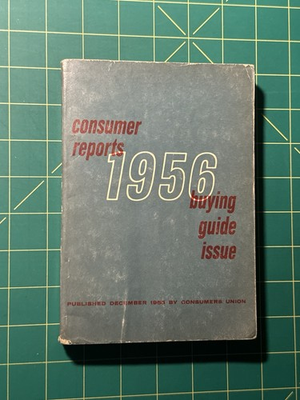 consumer
reports
1956
buying
guide
issue
PUBLISHED DECEMBER 1955 BY CONSUMERS UNION